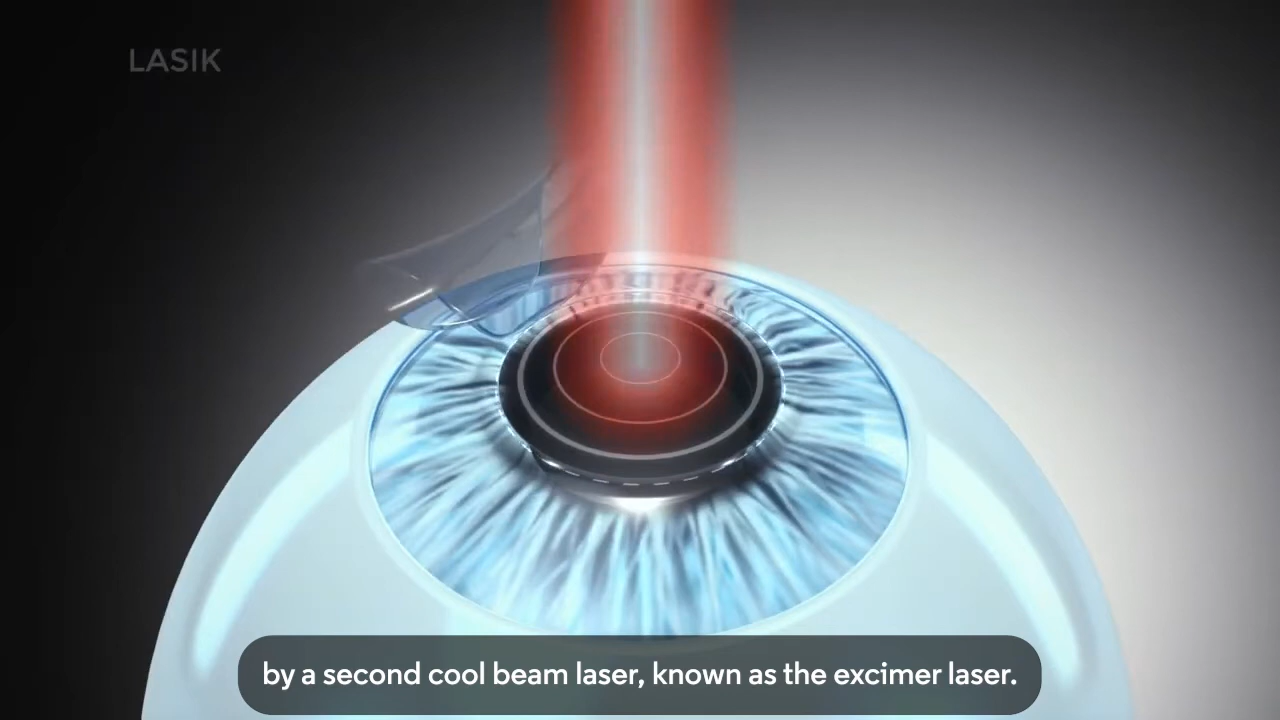 LASIK
by a second cool beam laser, known as the excimer laser.